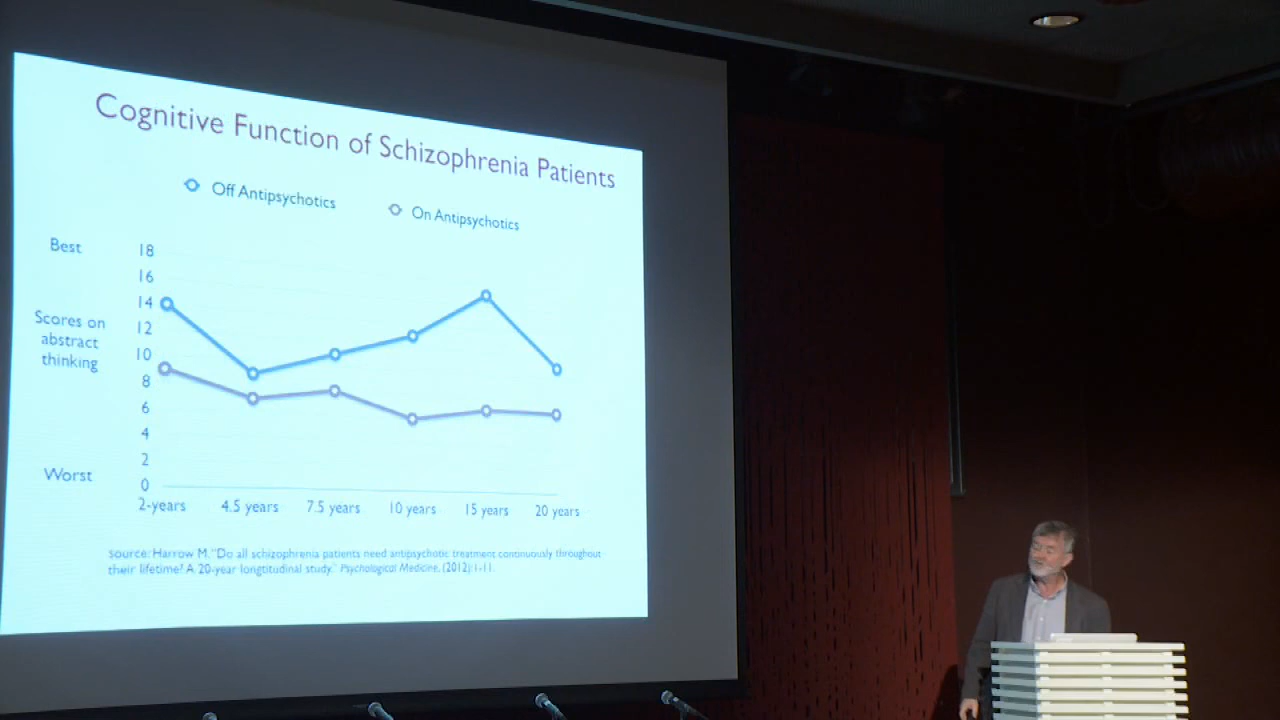 Cognitive Function of Schizophrenia Patients
Off Antipsychotics
On Antipsychotics
Best
18
16
14
Scores on
abstract
thinking
12
10
8
6
4
2
Worst
0
2-years
4.5 years
7.5 years
10 years
15 years
20 years
Source: Harrow M. "Do all schizophrenia patients need antipsychotic treatment continuously throughout
their lifetime? A 20-year longtitudinal study." Psychological Medicine, (2012):1-11.